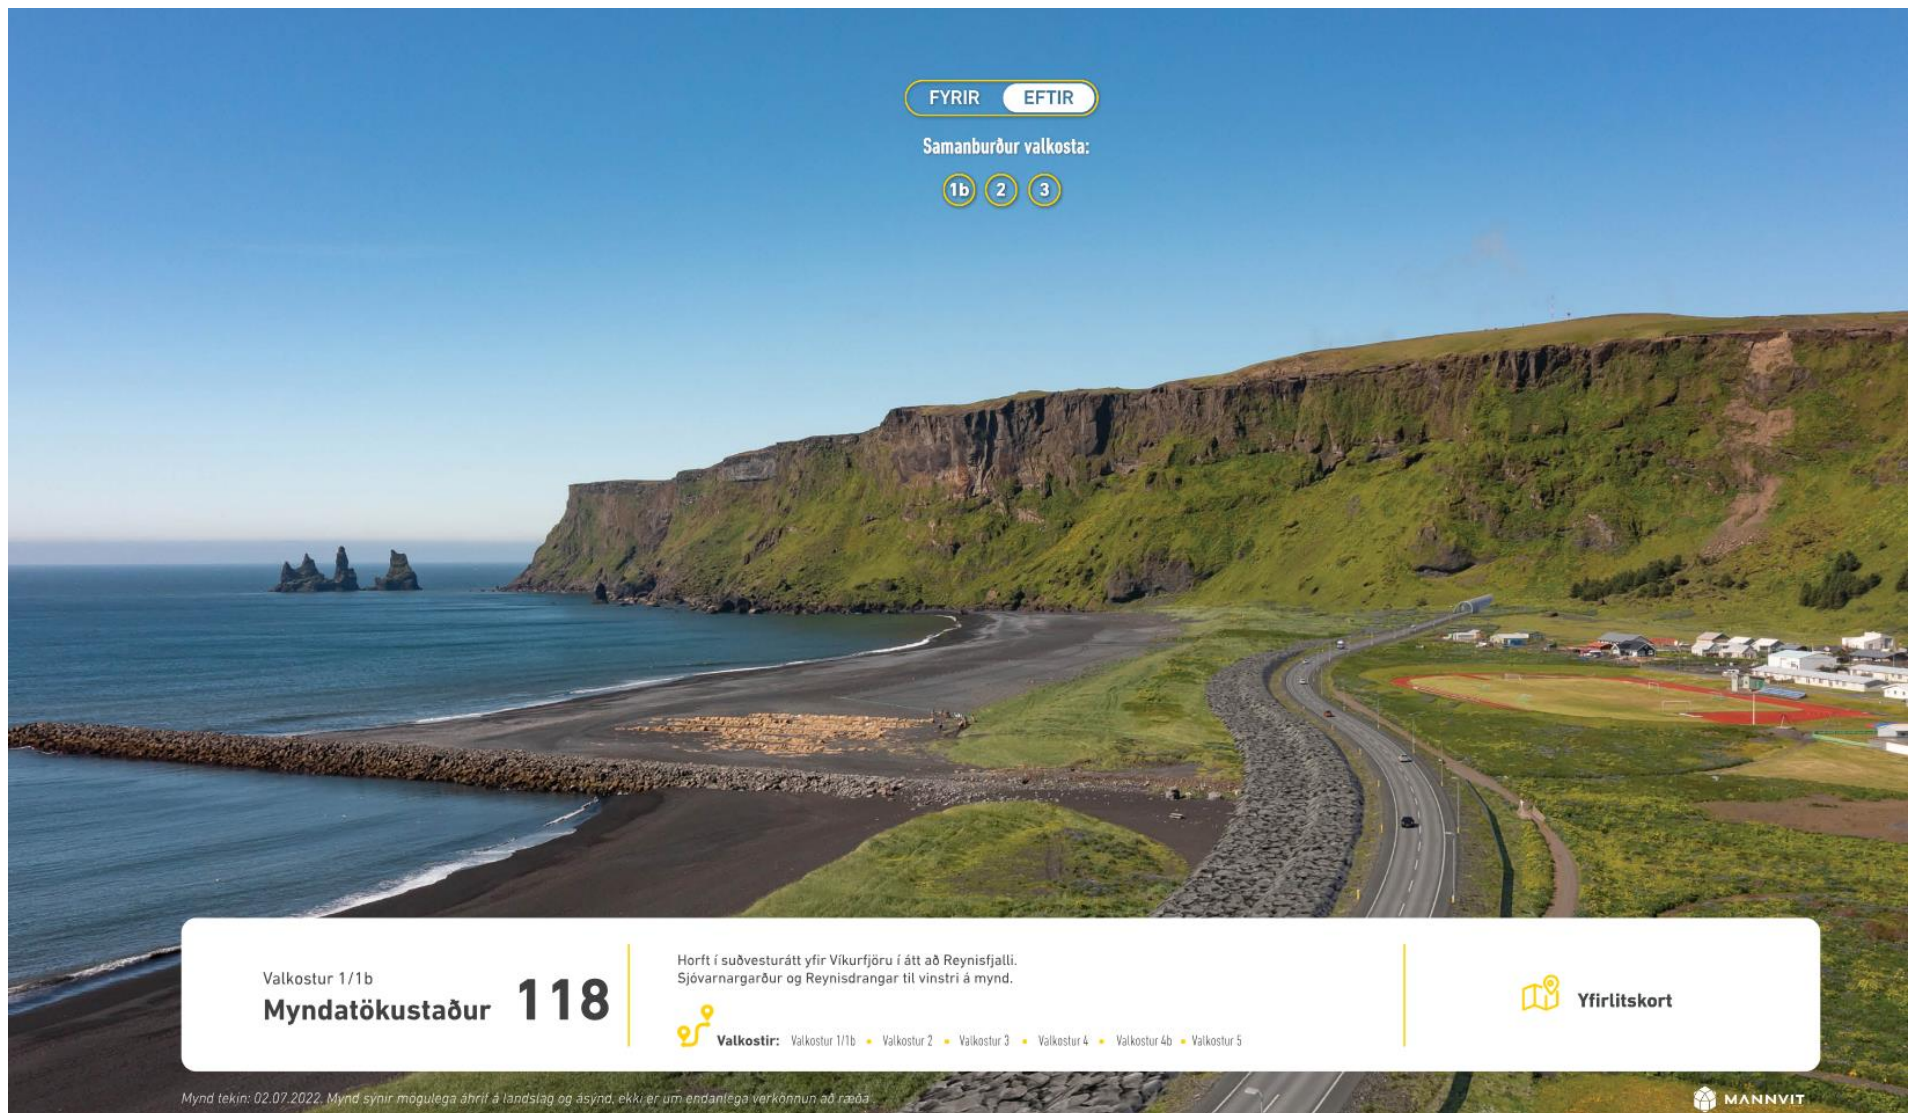 FYRIR EFTIR
Samanburður valkosta:
1b 2 3
Valkostur 1/1b
Myndatökustaður 118
Horft í suðvesturátt yfir Víkurfjöru í átt að Reynisfjalli.
Sjóvarnargarður og Reynisdrangar til vinstri á mynd.
Valkostir: Valkostur 1/1b • Valkostur 2 • Valkostur 3 • Valkostur 4 • Valkostur 4b • Valkostur 5
Yfirlitskort
Mynd tekin: 02.07.2022. Mynd sýnir mögulega áhrif á landslag og ásýnd, ekki er um endanlega verkönnun að ræða
MANNVIT